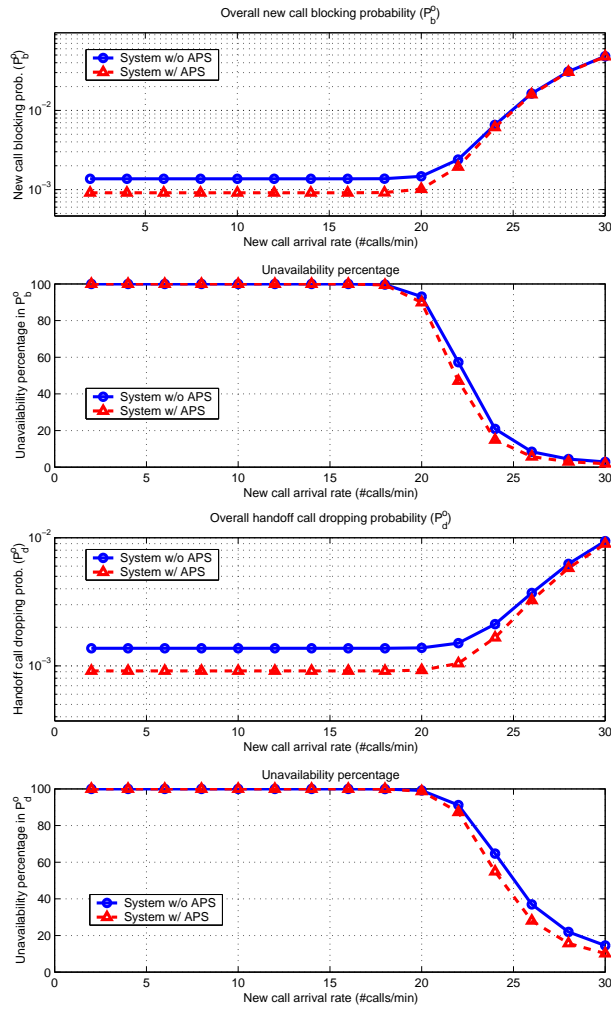 Overall new call blocking probability (P_b^o)
New call blocking prob. (P_b^o)
System w/o APS
System w/ APS
10^−2
10^−3
5 10 15 20 25 30
New call arrival rate (#calls/min)
Unavailability percentage
Unavailability percentage in P_b^o
100
80
60
40
20
0
System w/o APS
System w/ APS
0 5 10 15 20 25 30
New call arrival rate (#calls/min)
Overall handoff call dropping probability (P_d^o)
Handoff call dropping prob. (P_d^o)
10^−2
System w/o APS
System w/ APS
10^−3
0 5 10 15 20 25 30
New call arrival rate (#calls/min)
Unavailability percentage
Unavailability percentage in P_d^o
100
80
60
40
20
0
System w/o APS
System w/ APS
0 5 10 15 20 25 30
New call arrival rate (#calls/min)